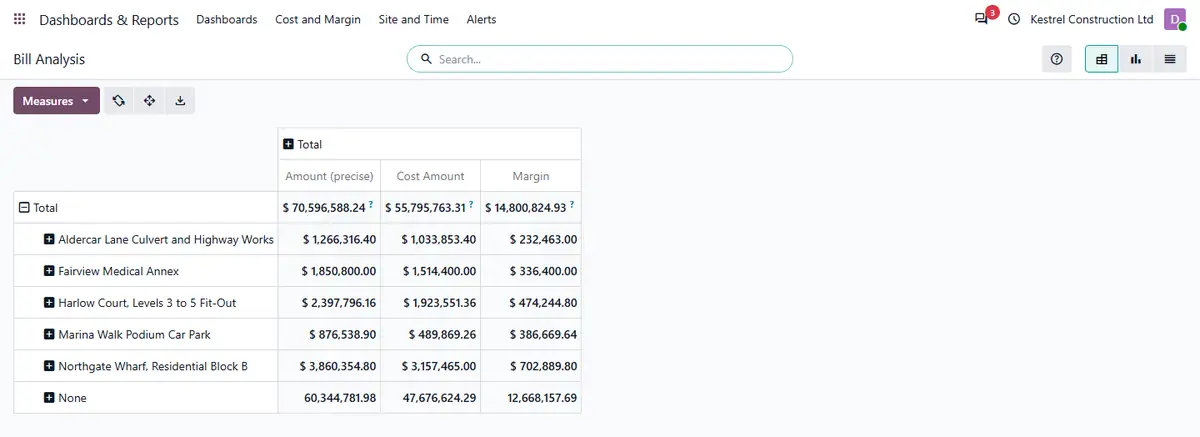 Dashboards & Reports Dashboards Cost and Margin Site and Time Alerts 3 Kestrel Construction Ltd D
Bill Analysis Search... ?
Measures
Total
Amount (precise) Cost Amount Margin
Total $ 70,596,588.24 ? $ 55,795,763.31 ? $ 14,800,824.93 ?
Aldercar Lane Culvert and Highway Works $ 1,266,316.40 $ 1,033,853.40 $ 232,463.00
Fairview Medical Annex $ 1,850,800.00 $ 1,514,400.00 $ 336,400.00
Harlow Court, Levels 3 to 5 Fit-Out $ 2,397,796.16 $ 1,923,551.36 $ 474,244.80
Marina Walk Podium Car Park $ 876,538.90 $ 489,869.26 $ 386,669.64
Northgate Wharf, Residential Block B $ 3,860,354.80 $ 3,157,465.00 $ 702,889.80
None 60,344,781.98 47,676,624.29 12,668,157.69